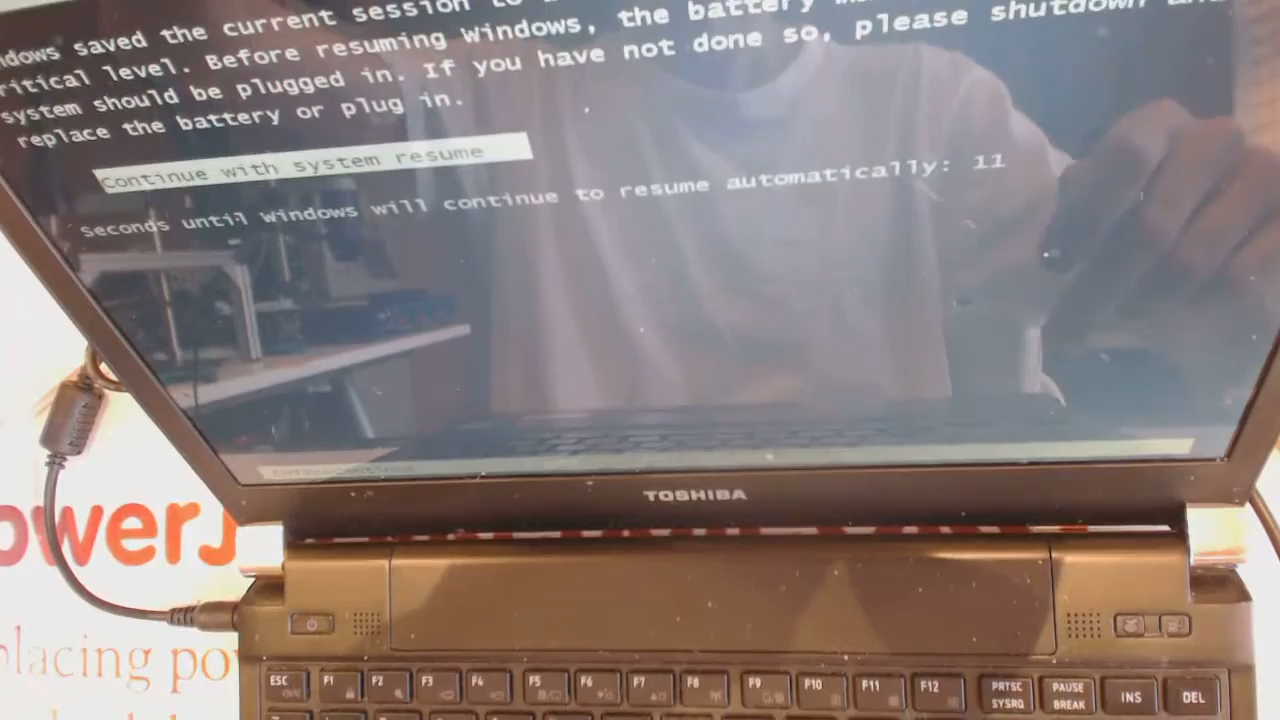 ndows saved the current session to
ritical level. Before resuming Windows, the battery
system should be plugged in. If you have not done so, please shutdown and
replace the battery or plug in.
Continue with system resume
Seconds until Windows will continue to resume automatically: 11
TOSHIBA
owerJ
placing pow
ESC F1 F2 F3 F4 F5 F6 F7 F8 F9 F10 F11 F12 PRTSC SYSRQ PAUSE BREAK INS DEL